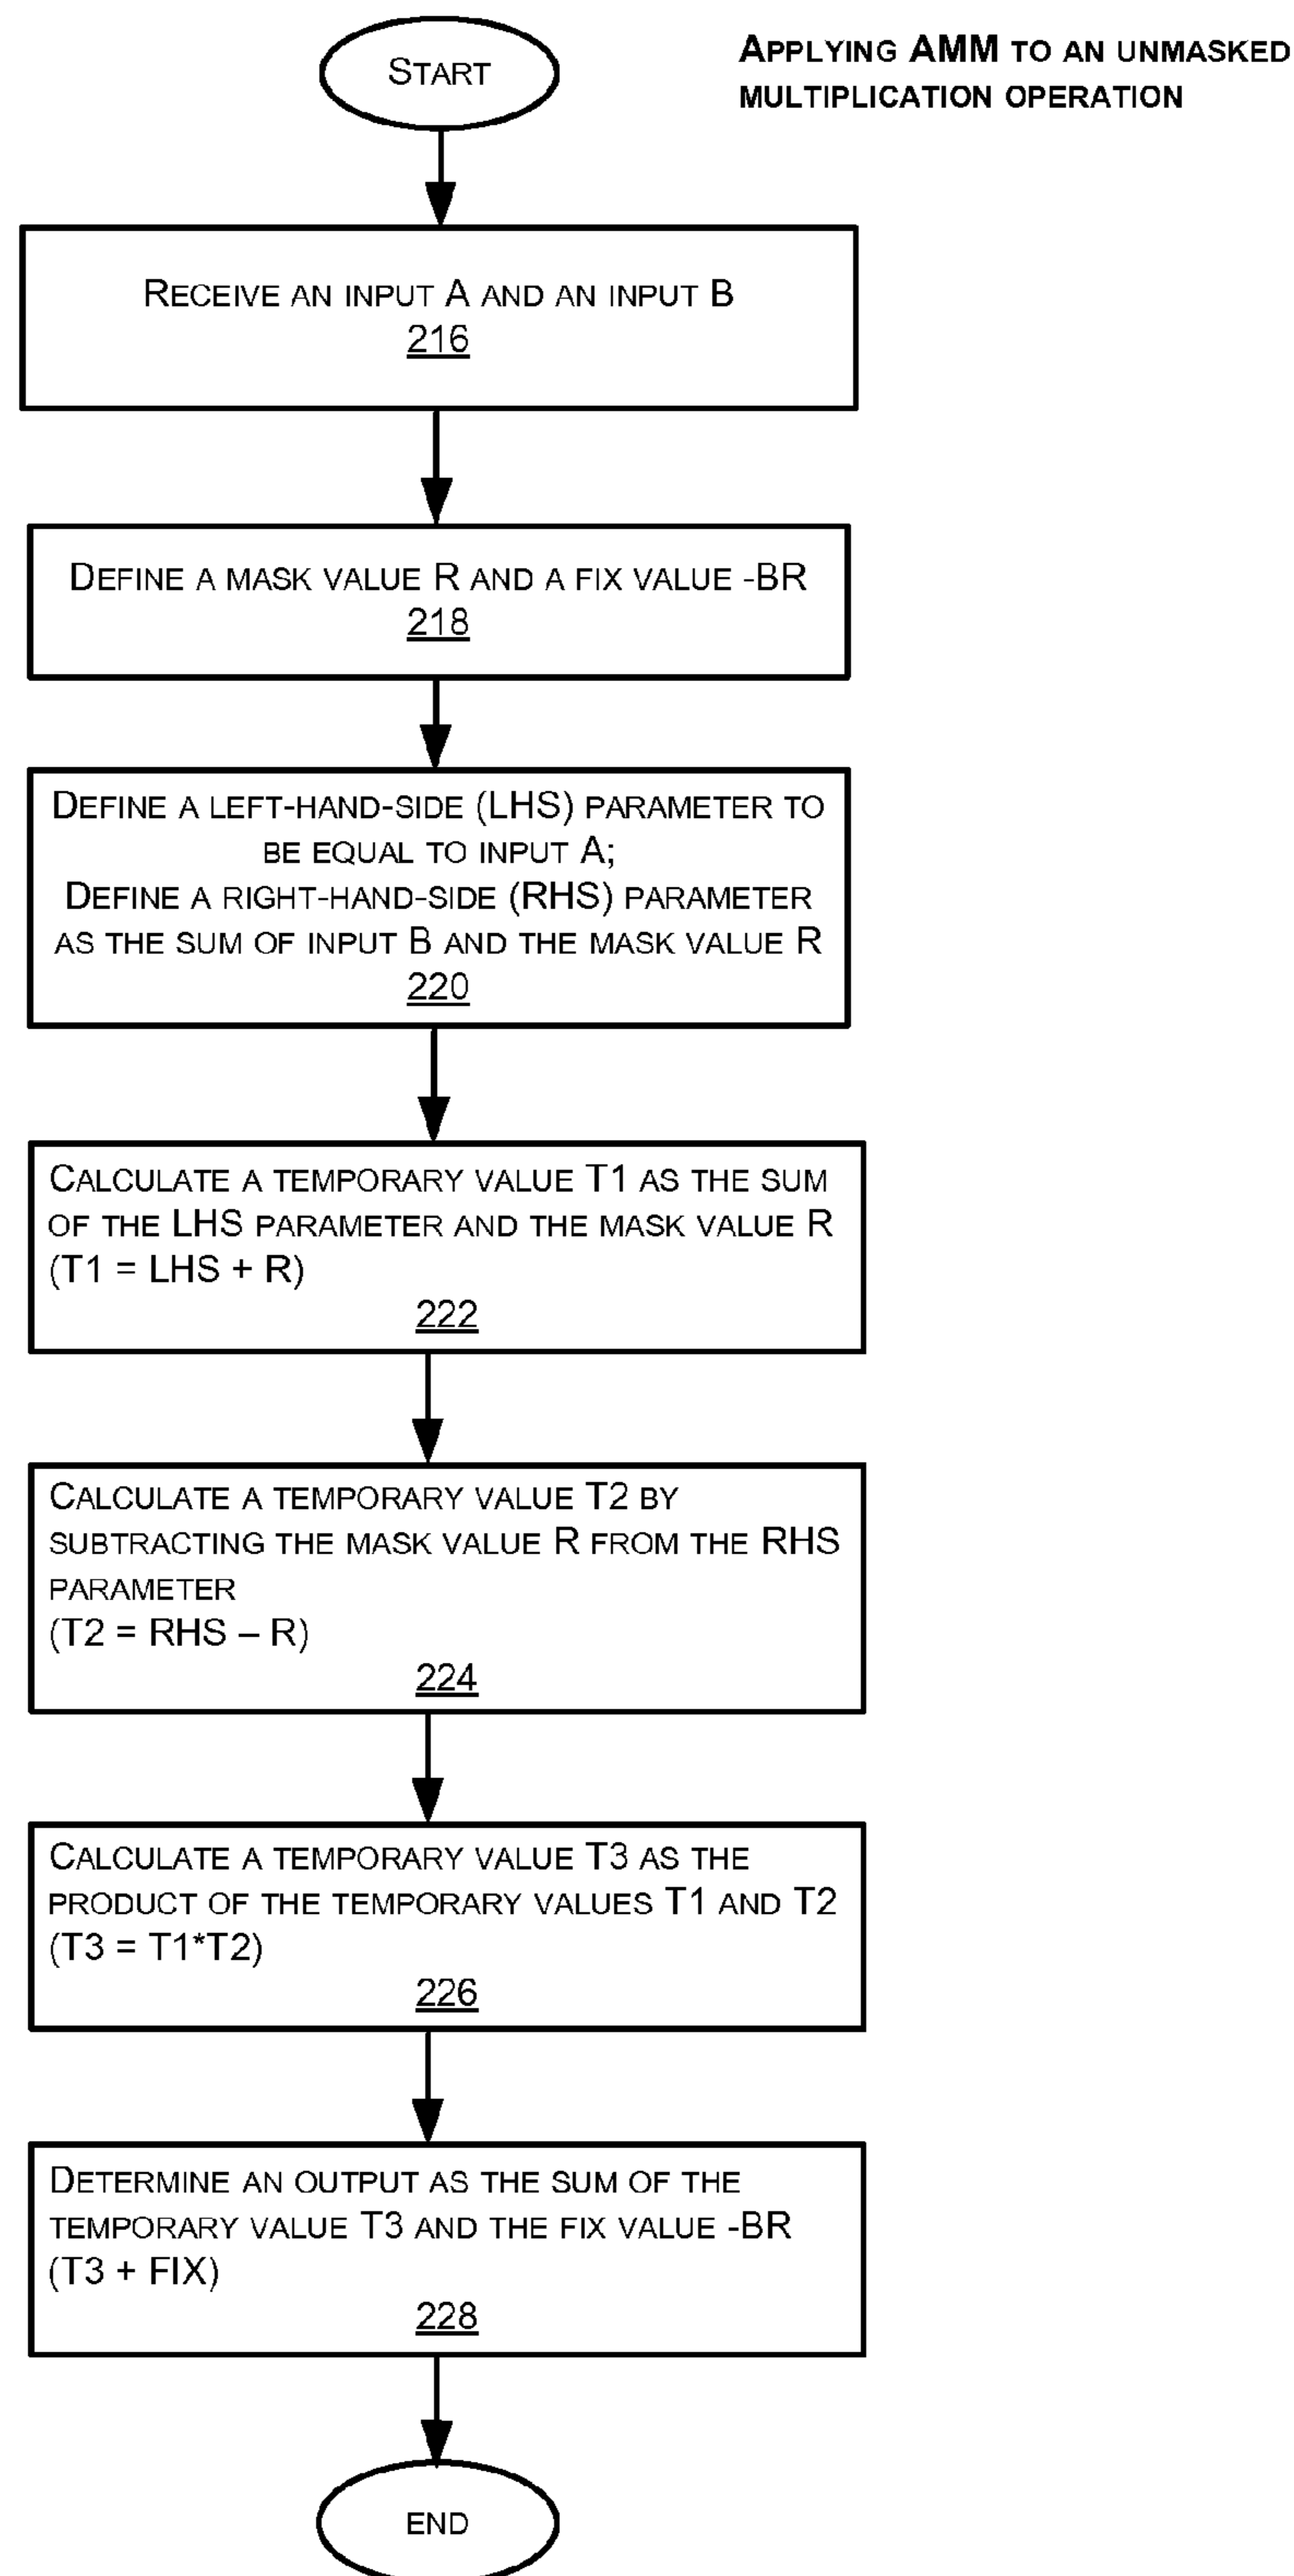 START
APPLYING AMM TO AN UNMASKED
MULTIPLICATION OPERATION
RECEIVE AN INPUT A AND AN INPUT B
216
DEFINE A MASK VALUE R AND A FIX VALUE -BR
218
DEFINE A LEFT-HAND-SIDE (LHS) PARAMETER TO
BE EQUAL TO INPUT A;
DEFINE A RIGHT-HAND-SIDE (RHS) PARAMETER
AS THE SUM OF INPUT B AND THE MASK VALUE R
220
CALCULATE A TEMPORARY VALUE T1 AS THE SUM
OF THE LHS PARAMETER AND THE MASK VALUE R
(T1 = LHS + R)
222
CALCULATE A TEMPORARY VALUE T2 BY
SUBTRACTING THE MASK VALUE R FROM THE RHS
PARAMETER
(T2 = RHS – R)
224
CALCULATE A TEMPORARY VALUE T3 AS THE
PRODUCT OF THE TEMPORARY VALUES T1 AND T2
(T3 = T1*T2)
226
DETERMINE AN OUTPUT AS THE SUM OF THE
TEMPORARY VALUE T3 AND THE FIX VALUE -BR
(T3 + FIX)
228
END